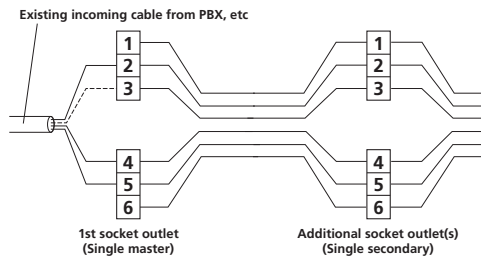 Existing incoming cable from PBX, etc
1
2
3
4
5
6
1
2
3
4
5
6
1st socket outlet
(Single master)
Additional socket outlet(s)
(Single secondary)